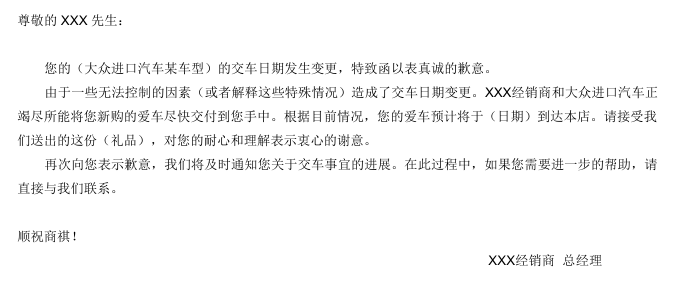 尊敬的 XXX 先生：
您的（大众进口汽车某车型）的交车日期发生变更，特致函以表真诚的歉意。
由于一些无法控制的因素（或者解释这些特殊情况）造成了交车日期变更。XXX经销商和大众进口汽车正
竭尽所能将您新购的爱车尽快交付到您手中。根据目前情况，您的爱车预计将于（日期）到达本店。请接受我
们送出的这份（礼品），对您的耐心和理解表示衷心的谢意。
再次向您表示歉意，我们将及时通知您关于交车事宜的进展。在此过程中，如果您需要进一步的帮助，请
直接与我们联系。
顺祝商祺！
XXX经销商 总经理